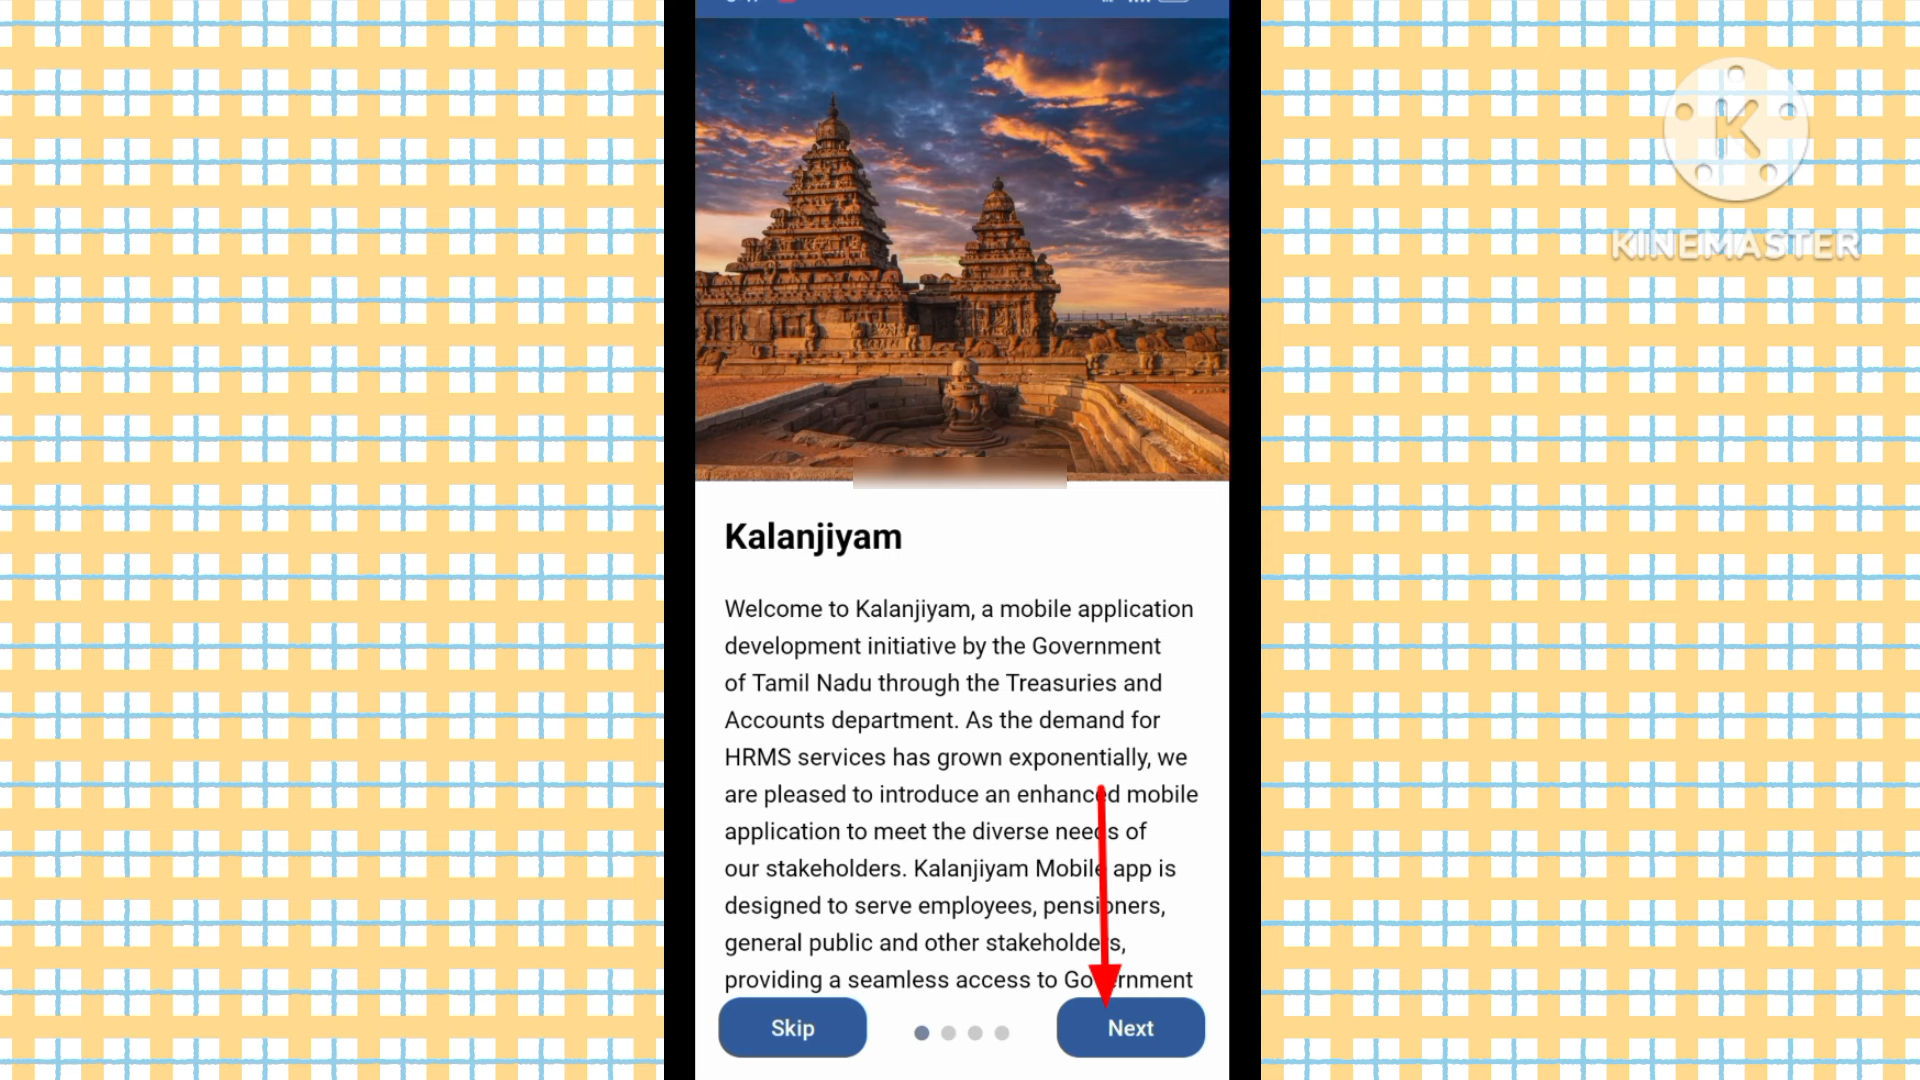 K
KINEMASTER
Kalanjiyam
Welcome to Kalanjiyam, a mobile application
development initiative by the Government
of Tamil Nadu through the Treasuries and
Accounts department. As the demand for
HRMS services has grown exponentially, we
are pleased to introduce an enhanced mobile
application to meet the diverse needs of
our stakeholders. Kalanjiyam Mobile app is
designed to serve employees, pensioners,
general public and other stakeholders,
providing a seamless access to Government
Skip
Next